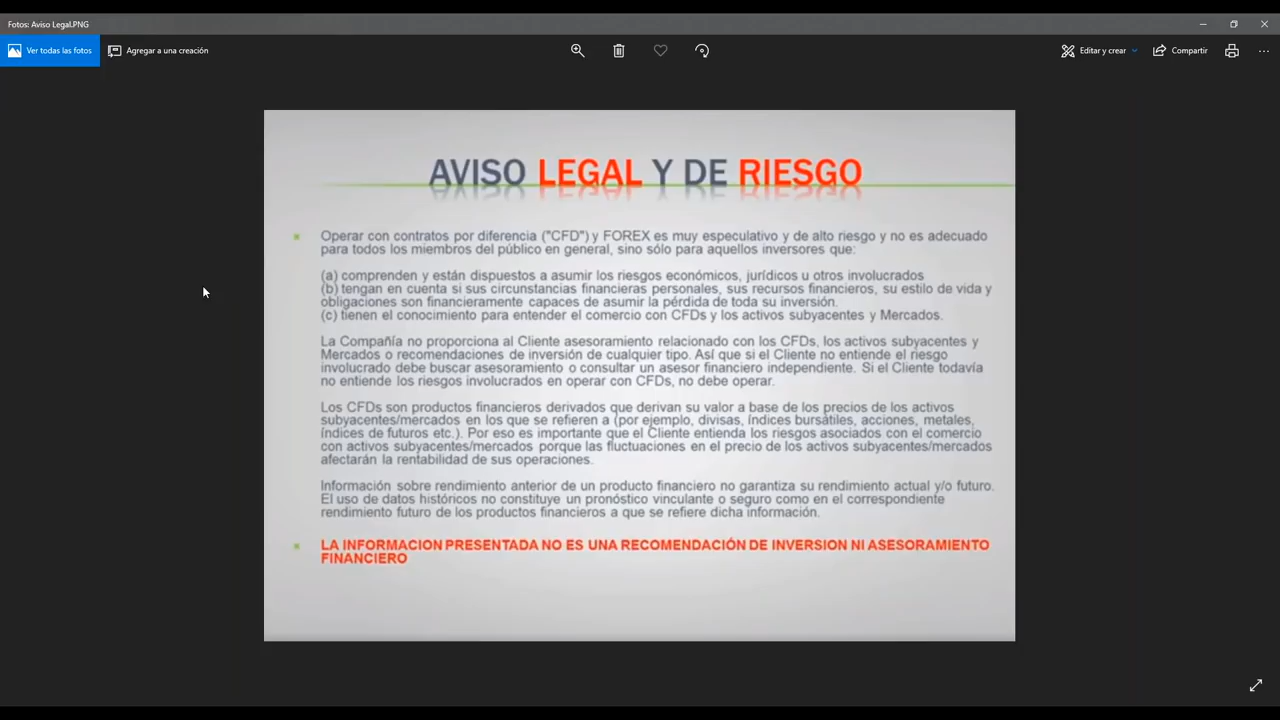 Fotos: Aviso Legal.PNG
Ver todas las fotos
Agregar a una creación
Editar y crear
Compartir
AVISO LEGAL Y DE RIESGO
Operar con contratos por diferencia ("CFD") y FOREX es muy especulativo y de alto riesgo y no es adecuado
para todos los miembros del público en general, sino sólo para aquellos inversores que:
(a) comprenden y están dispuestos a asumir los riesgos económicos, jurídicos u otros involucrados
(b) tengan en cuenta si sus circunstancias financieras personales, sus recursos financieros, su estilo de vida y
obligaciones son financieramente capaces de asumir la pérdida de toda su inversión.
(c) tienen el conocimiento para entender el comercio con CFDs y los activos subyacentes y Mercados.
La Compañía no proporciona al Cliente asesoramiento relacionado con los CFDs, los activos subyacentes y
Mercados o recomendaciones de inversión de cualquier tipo. Así que si el Cliente no entiende el riesgo
involucrado debe buscar asesoramiento o consultar un asesor financiero independiente. Si el Cliente todavía
no entiende los riesgos involucrados en operar con CFDs, no debe operar.
Los CFDs son productos financieros derivados que derivan su valor a base de los precios de los activos
subyacentes/mercados en los que se refieren a (por ejemplo, divisas, índices bursátiles, acciones, metales,
índices de futuros etc.). Por eso es importante que el Cliente entienda los riesgos asociados con el comercio
con activos subyacentes/mercados porque las fluctuaciones en el precio de los activos subyacentes/mercados
afectarán la rentabilidad de sus operaciones.
Información sobre rendimiento anterior de un producto financiero no garantiza su rendimiento actual y/o futuro.
El uso de datos históricos no constituye un pronóstico vinculante o seguro como en el correspondiente
rendimiento futuro de los productos financieros a que se refiere dicha información.
LA INFORMACION PRESENTADA NO ES UNA RECOMENDACIÓN DE INVERSION NI ASESORAMIENTO
FINANCIERO